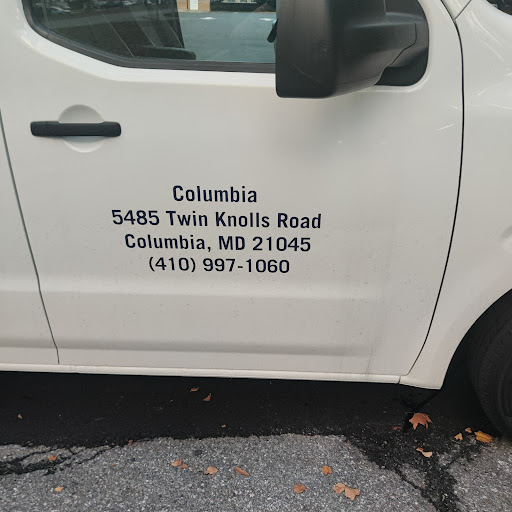 Columbia
5485 Twin Knolls Road
Columbia, MD 21045
(410) 997-1060